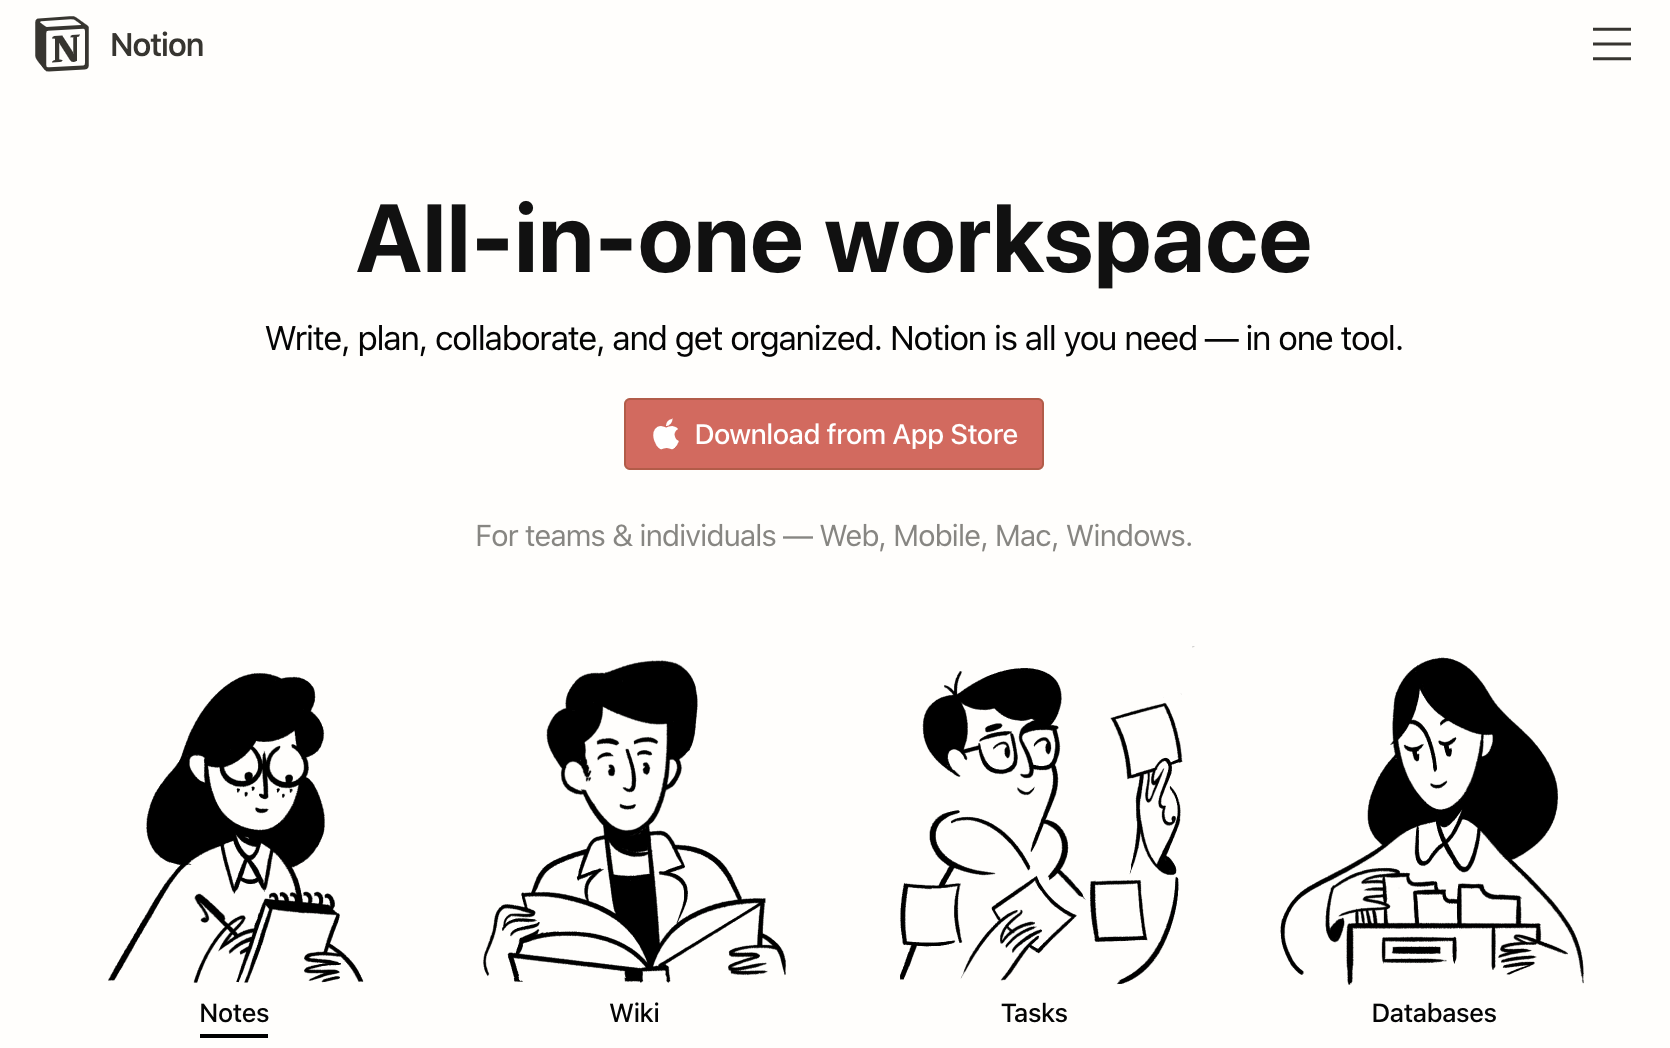 N Notion
All-in-one workspace
Write, plan, collaborate, and get organized. Notion is all you need — in one tool.
Download from App Store
For teams & individuals — Web, Mobile, Mac, Windows.
Notes
Wiki
Tasks
Databases